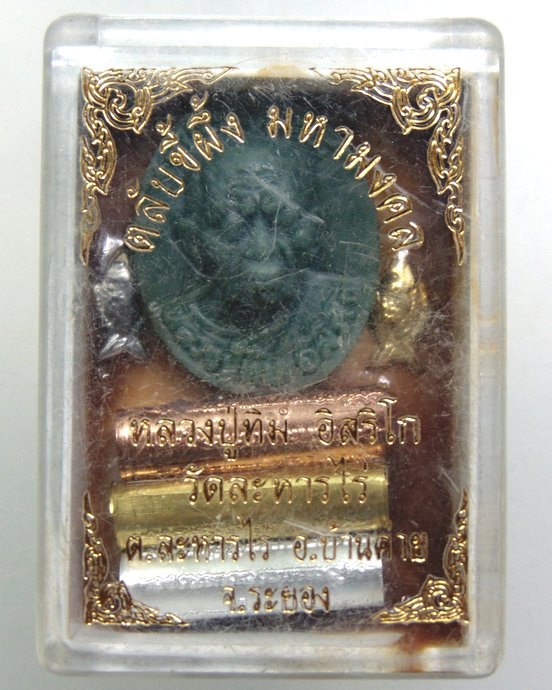 ตลับขี้ผึ้ง มหามงคล
หลวงปู่ทิม อิสริโก
วัดละหารไร่
ต.ละหารไร่ อ.บ้านค่าย
จ.ระยอง